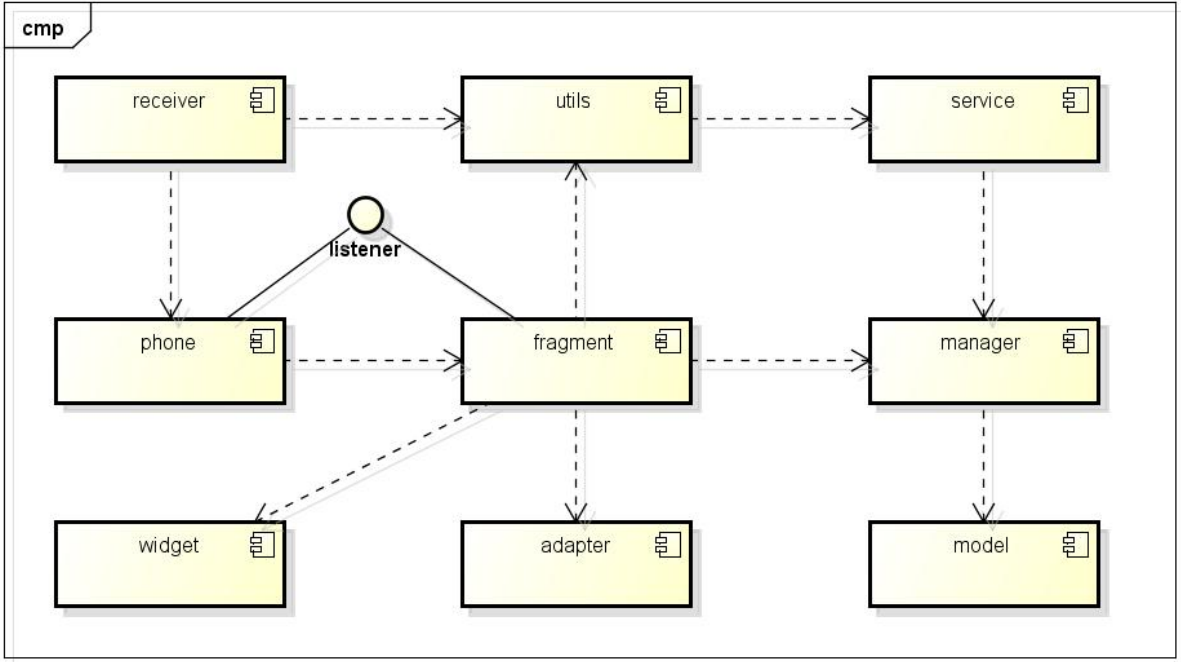 cmp
receiver
utils
service
listener
phone
fragment
manager
widget
adapter
model